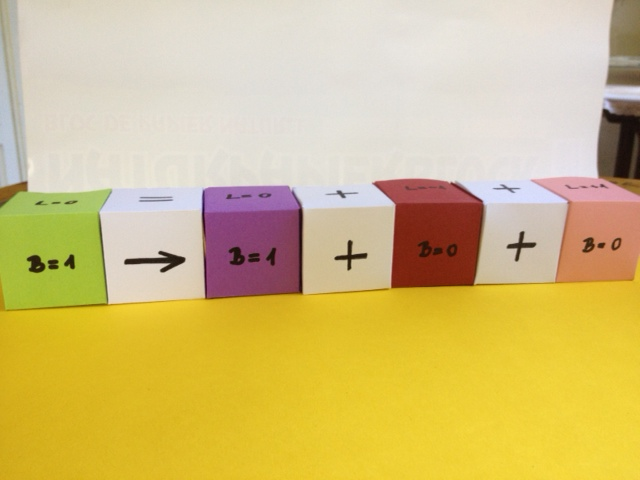 L=0 = L=0 + + L=+1
B=1 → B=1 + B=0 + B=0